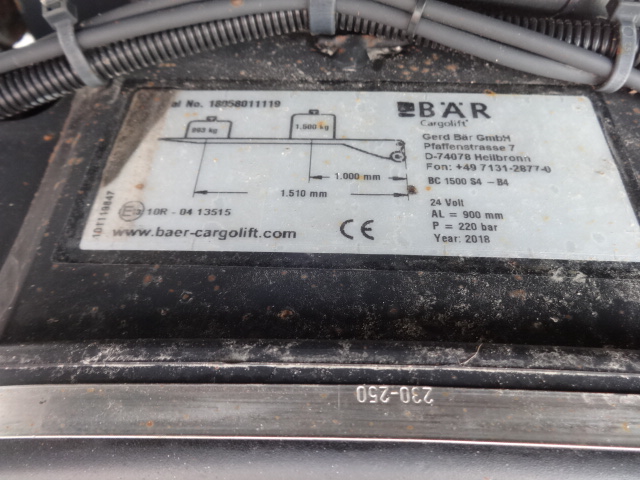 al No. 18058011119
BÄR
Cargolift
Gerd Bär GmbH
Pfaffenstrasse 7
D-74078 Heilbronn
Fon: +49 7131-2877-0
BC 1500 S4 - B4
24 Volt
AL = 900 mm
P = 220 bar
Year: 2018
kg
1.500 kg
1.000 mm
1.510 mm
10R - 04 13515
www.baer-cargolift.com
CE
101119847
230-250